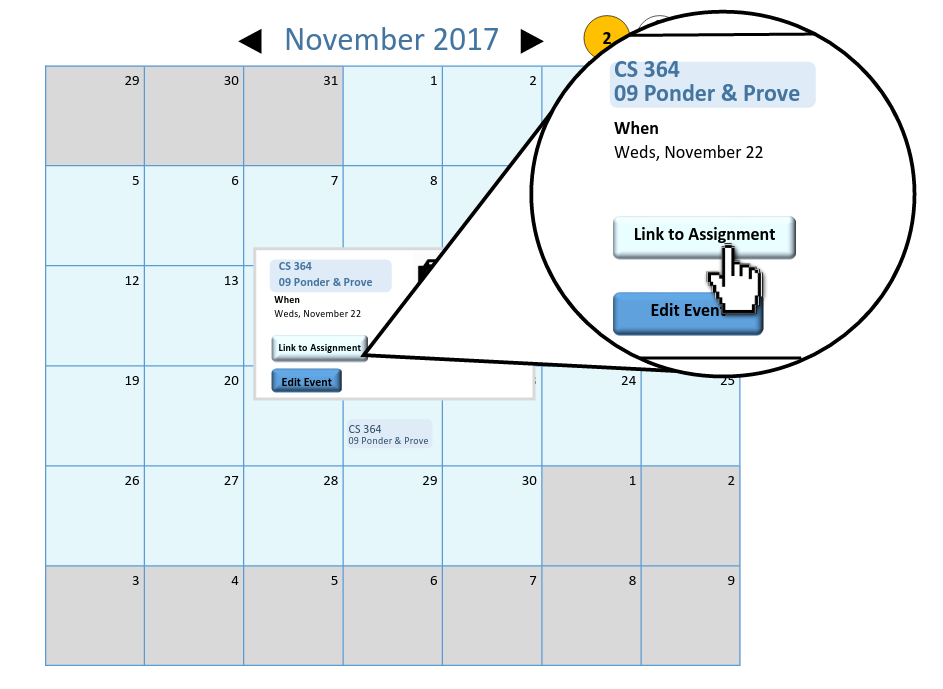 November 2017
2
29 30 31 1 2
5 6 7 8
12 13
19 20 24 25
26 27 28 29 30 1 2
3 4 5 6 7 8 9
CS 364
09 Ponder & Prove
When
Weds, November 22
Link to Assignment
Edit Event
CS 364
09 Ponder & Prove
CS 364
09 Ponder & Prove
When
Weds, November 22
Link to Assignment
Edit Even